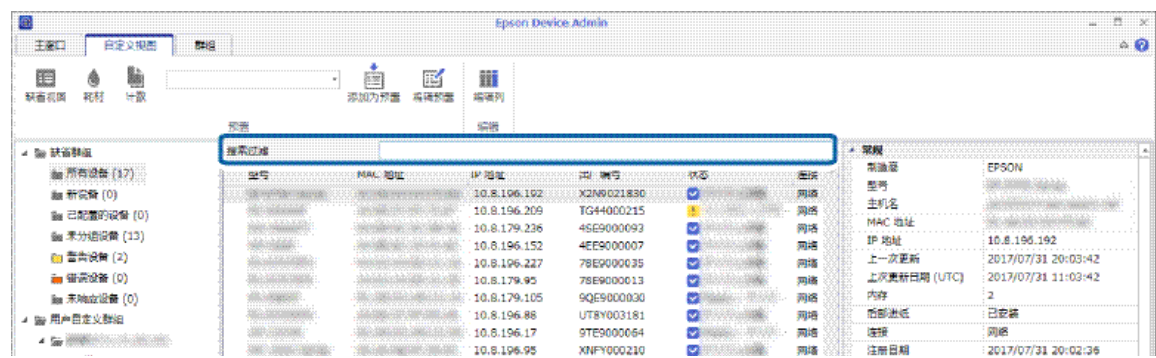 Epson Device Admin
主窗口 自定义视图 群组
缺省视图 耗材 计数 添加为预置 编辑预置 编辑列
预置 编辑
搜索过滤
缺省群组
所有设备 (17)
新设备 (0)
已配置的设备 (0)
未分组设备 (13)
警告设备 (2)
错误设备 (0)
未响应设备 (0)
用户自定义群组
型号 MAC 地址 IP 地址 出厂编号 状态 连接
10.8.196.192 X2N9021830 网络
10.8.196.209 TG44000215 网络
10.8.179.236 4SE9000093 网络
10.8.196.152 4EE9000007 网络
10.8.196.227 78E9000035 网络
10.8.179.95 78E9000013 网络
10.8.179.105 9QE9000030 网络
10.8.196.88 UT8Y003181 网络
10.8.196.17 9TE9000064 网络
10.8.196.95 XNFY000210 网络
常规
制造商 EPSON
型号
主机名
MAC 地址
IP 地址 10.8.196.192
上一次更新 2017/07/31 20:03:42
上次更新日期 (UTC) 2017/07/31 11:03:42
内存 2
后部进纸 已安装
连接 网络
注册日期 2017/07/31 20:02:36